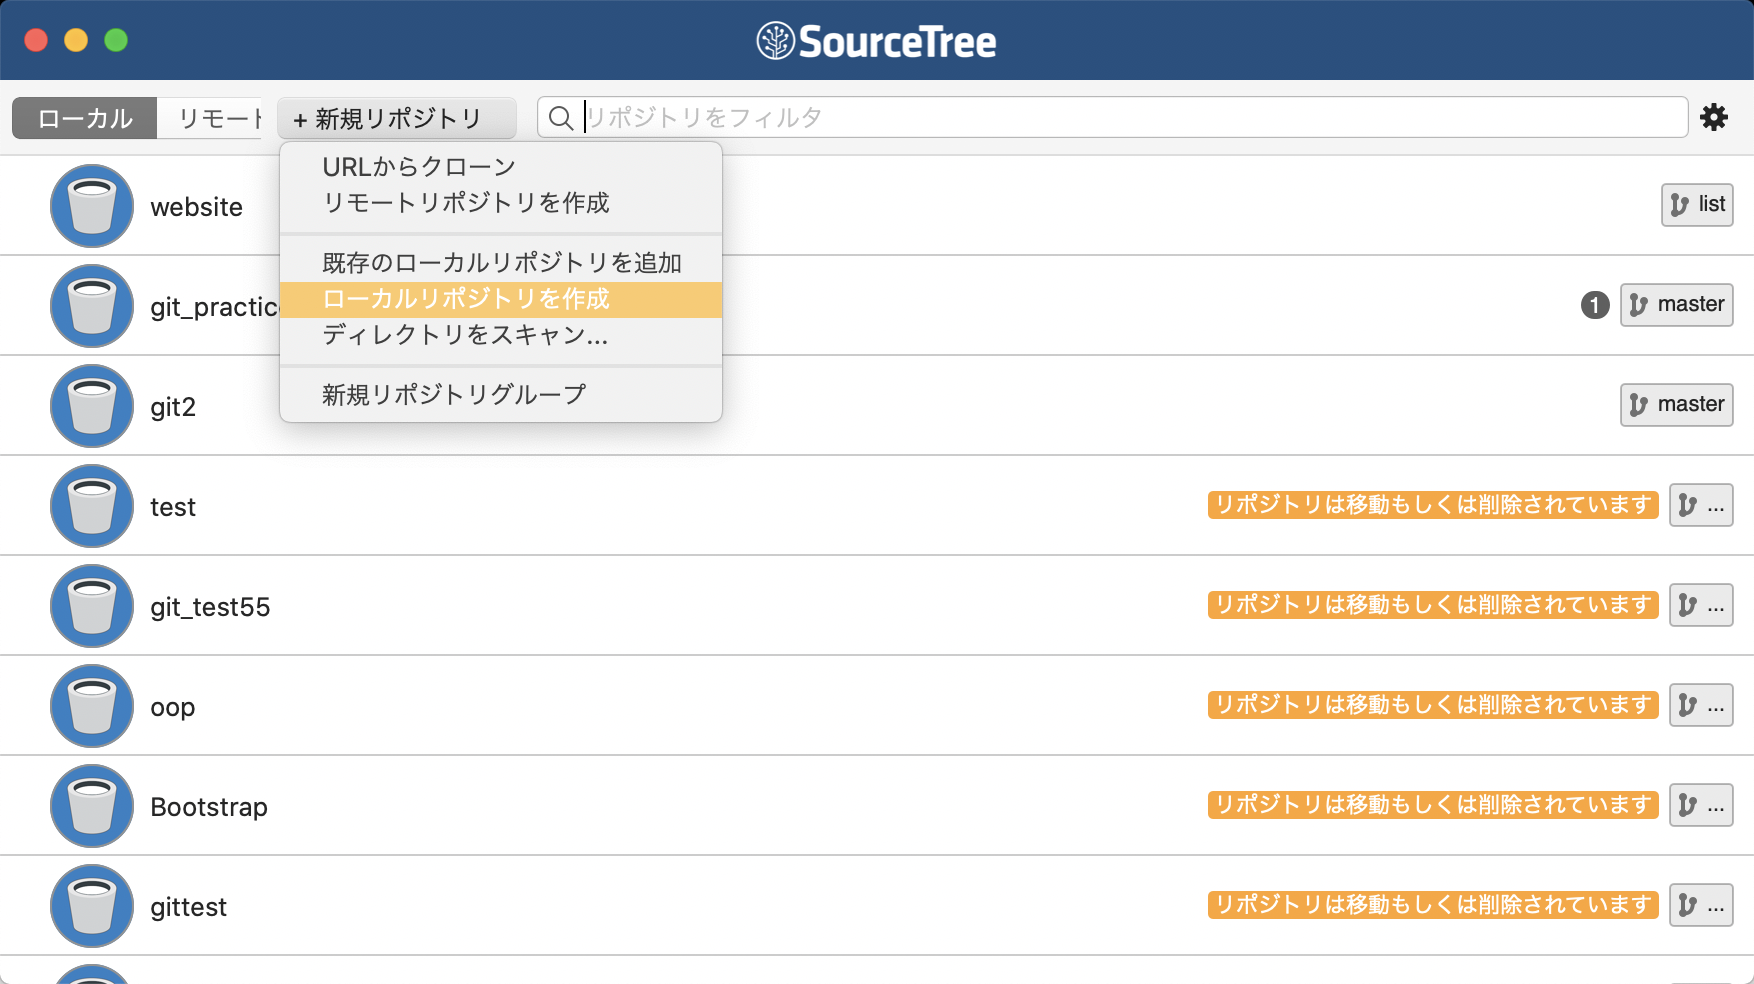 SourceTree
ローカル
リモート
+ 新規リポジトリ
リポジトリをフィルタ
URLからクローン
リモートリポジトリを作成
既存のローカルリポジトリを追加
ローカルリポジトリを作成
ディレクトリをスキャン...
新規リポジトリグループ
website
list
git_practic
1
master
git2
master
test
リポジトリは移動もしくは削除されています
...
git_test55
リポジトリは移動もしくは削除されています
...
oop
リポジトリは移動もしくは削除されています
...
Bootstrap
リポジトリは移動もしくは削除されています
...
gittest
リポジトリは移動もしくは削除されています
...